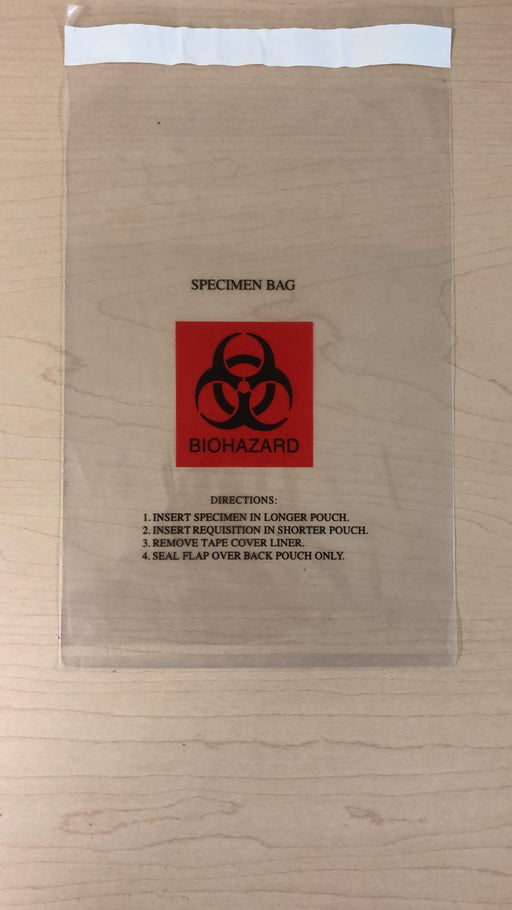 SPECIMEN BAG
BIOHAZARD
DIRECTIONS:
1. INSERT SPECIMEN IN LONGER POUCH.
2. INSERT REQUISITION IN SHORTER POUCH.
3. REMOVE TAPE COVER LINER.
4. SEAL FLAP OVER BACK POUCH ONLY.